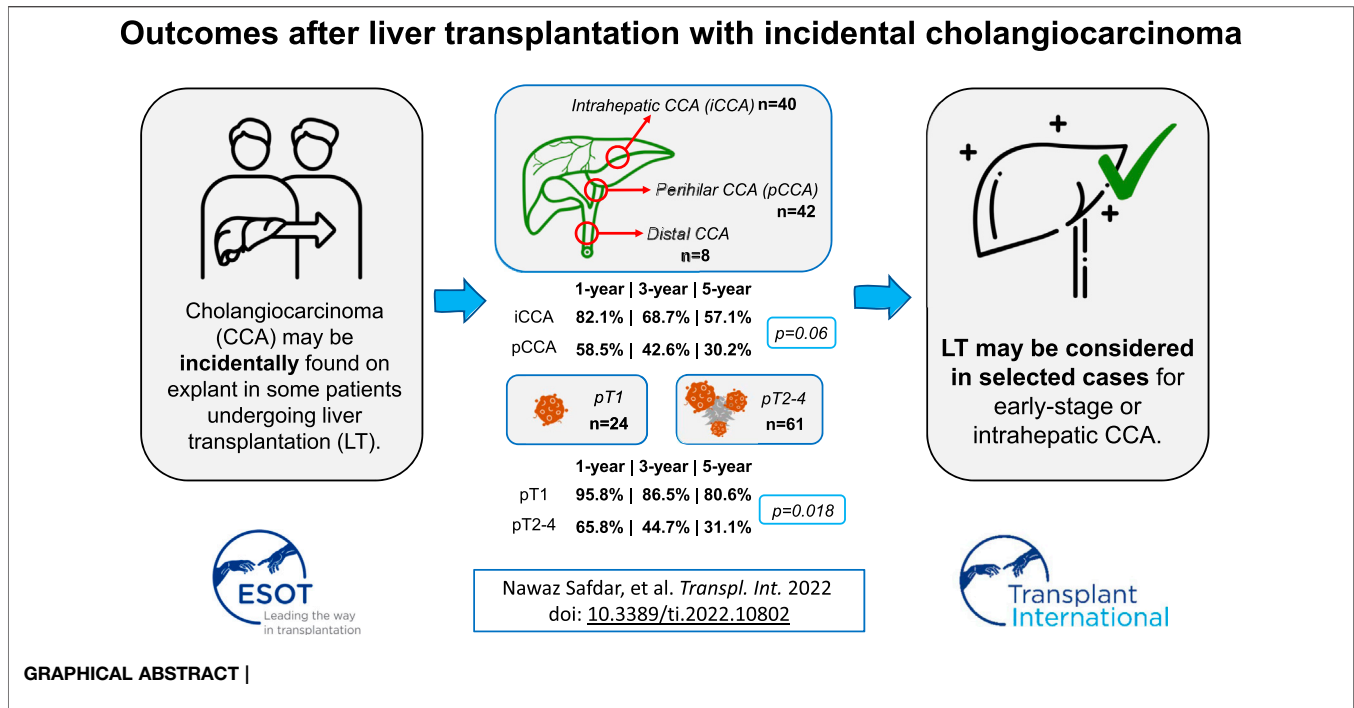 Outcomes after liver transplantation with incidental cholangiocarcinoma
Cholangiocarcinoma
(CCA) may be
incidentally found on
explant in some patients
undergoing liver
transplantation (LT).
Intrahepatic CCA (iCCA) n=40
Perihilar CCA (pCCA)
n=42
Distal CCA
n=8
1-year | 3-year | 5-year
iCCA 82.1% | 68.7% | 57.1%
pCCA 58.5% | 42.6% | 30.2%
p=0.06
pT1
n=24
pT2-4
n=61
1-year | 3-year | 5-year
pT1 95.8% | 86.5% | 80.6%
pT2-4 65.8% | 44.7% | 31.1%
p=0.018
LT may be considered
in selected cases for
early-stage or
intrahepatic CCA.
ESOT
Leading the way
in transplantation
Nawaz Safdar, et al. Transpl. Int. 2022
doi: 10.3389/ti.2022.10802
Transplant
International
GRAPHICAL ABSTRACT |